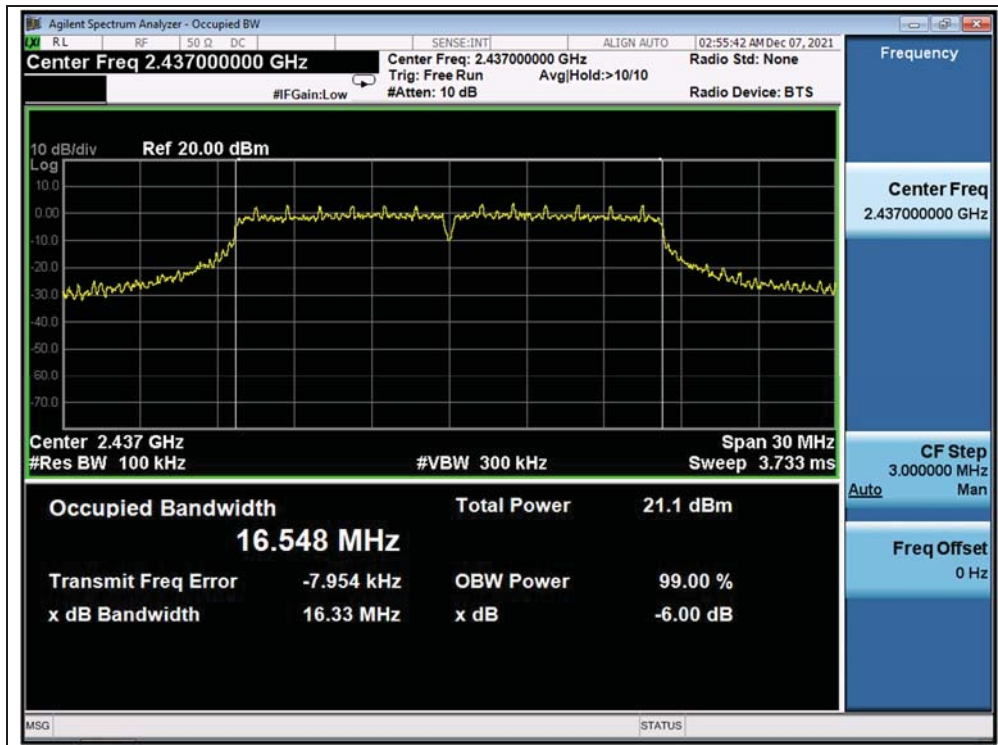 Agilent Spectrum Analyzer - Occupied BW
LXI RL RF 50 Ω DC SENSE:INT ALIGN AUTO 02:55:42 AM Dec 07, 2021
Center Freq 2.437000000 GHz
Center Freq: 2.437000000 GHz Radio Std: None
Trig: Free Run Avg|Hold:>10/10
#IFGain:Low #Atten: 10 dB Radio Device: BTS
10 dB/div Ref 20.00 dBm
Log
10.0
0.00
-10.0
-20.0
-30.0
-40.0
-50.0
-60.0
-70.0
Center 2.437 GHz Span 30 MHz
#Res BW 100 kHz #VBW 300 kHz Sweep 3.733 ms
Occupied Bandwidth Total Power 21.1 dBm
16.548 MHz
Transmit Freq Error -7.954 kHz OBW Power 99.00 %
x dB Bandwidth 16.33 MHz x dB -6.00 dB
MSG STATUS
Frequency
Center Freq
2.437000000 GHz
CF Step
3.000000 MHz
Auto Man
Freq Offset
0 Hz